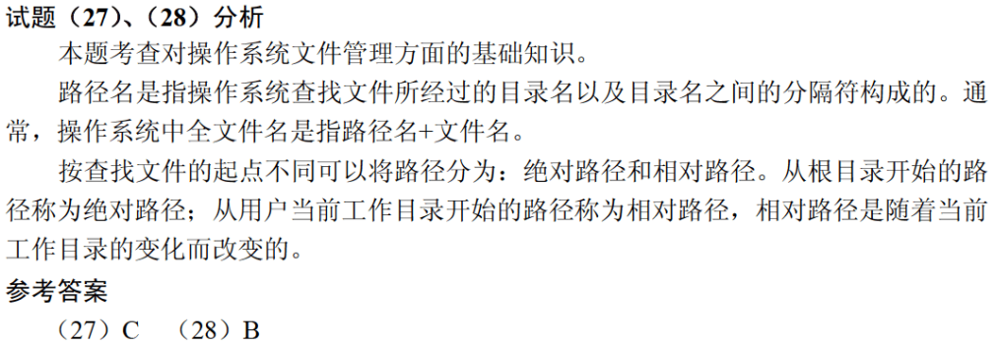 试题（27）、（28）分析
本题考查对操作系统文件管理方面的基础知识。
路径名是指操作系统查找文件所经过的目录名以及目录名之间的分隔符构成的。通
常，操作系统中全文件名是指路径名+文件名。
按查找文件的起点不同可以将路径分为：绝对路径和相对路径。从根目录开始的路
径称为绝对路径；从用户当前工作目录开始的路径称为相对路径，相对路径是随着当前
工作目录的变化而改变的。
参考答案
（27）C （28）B